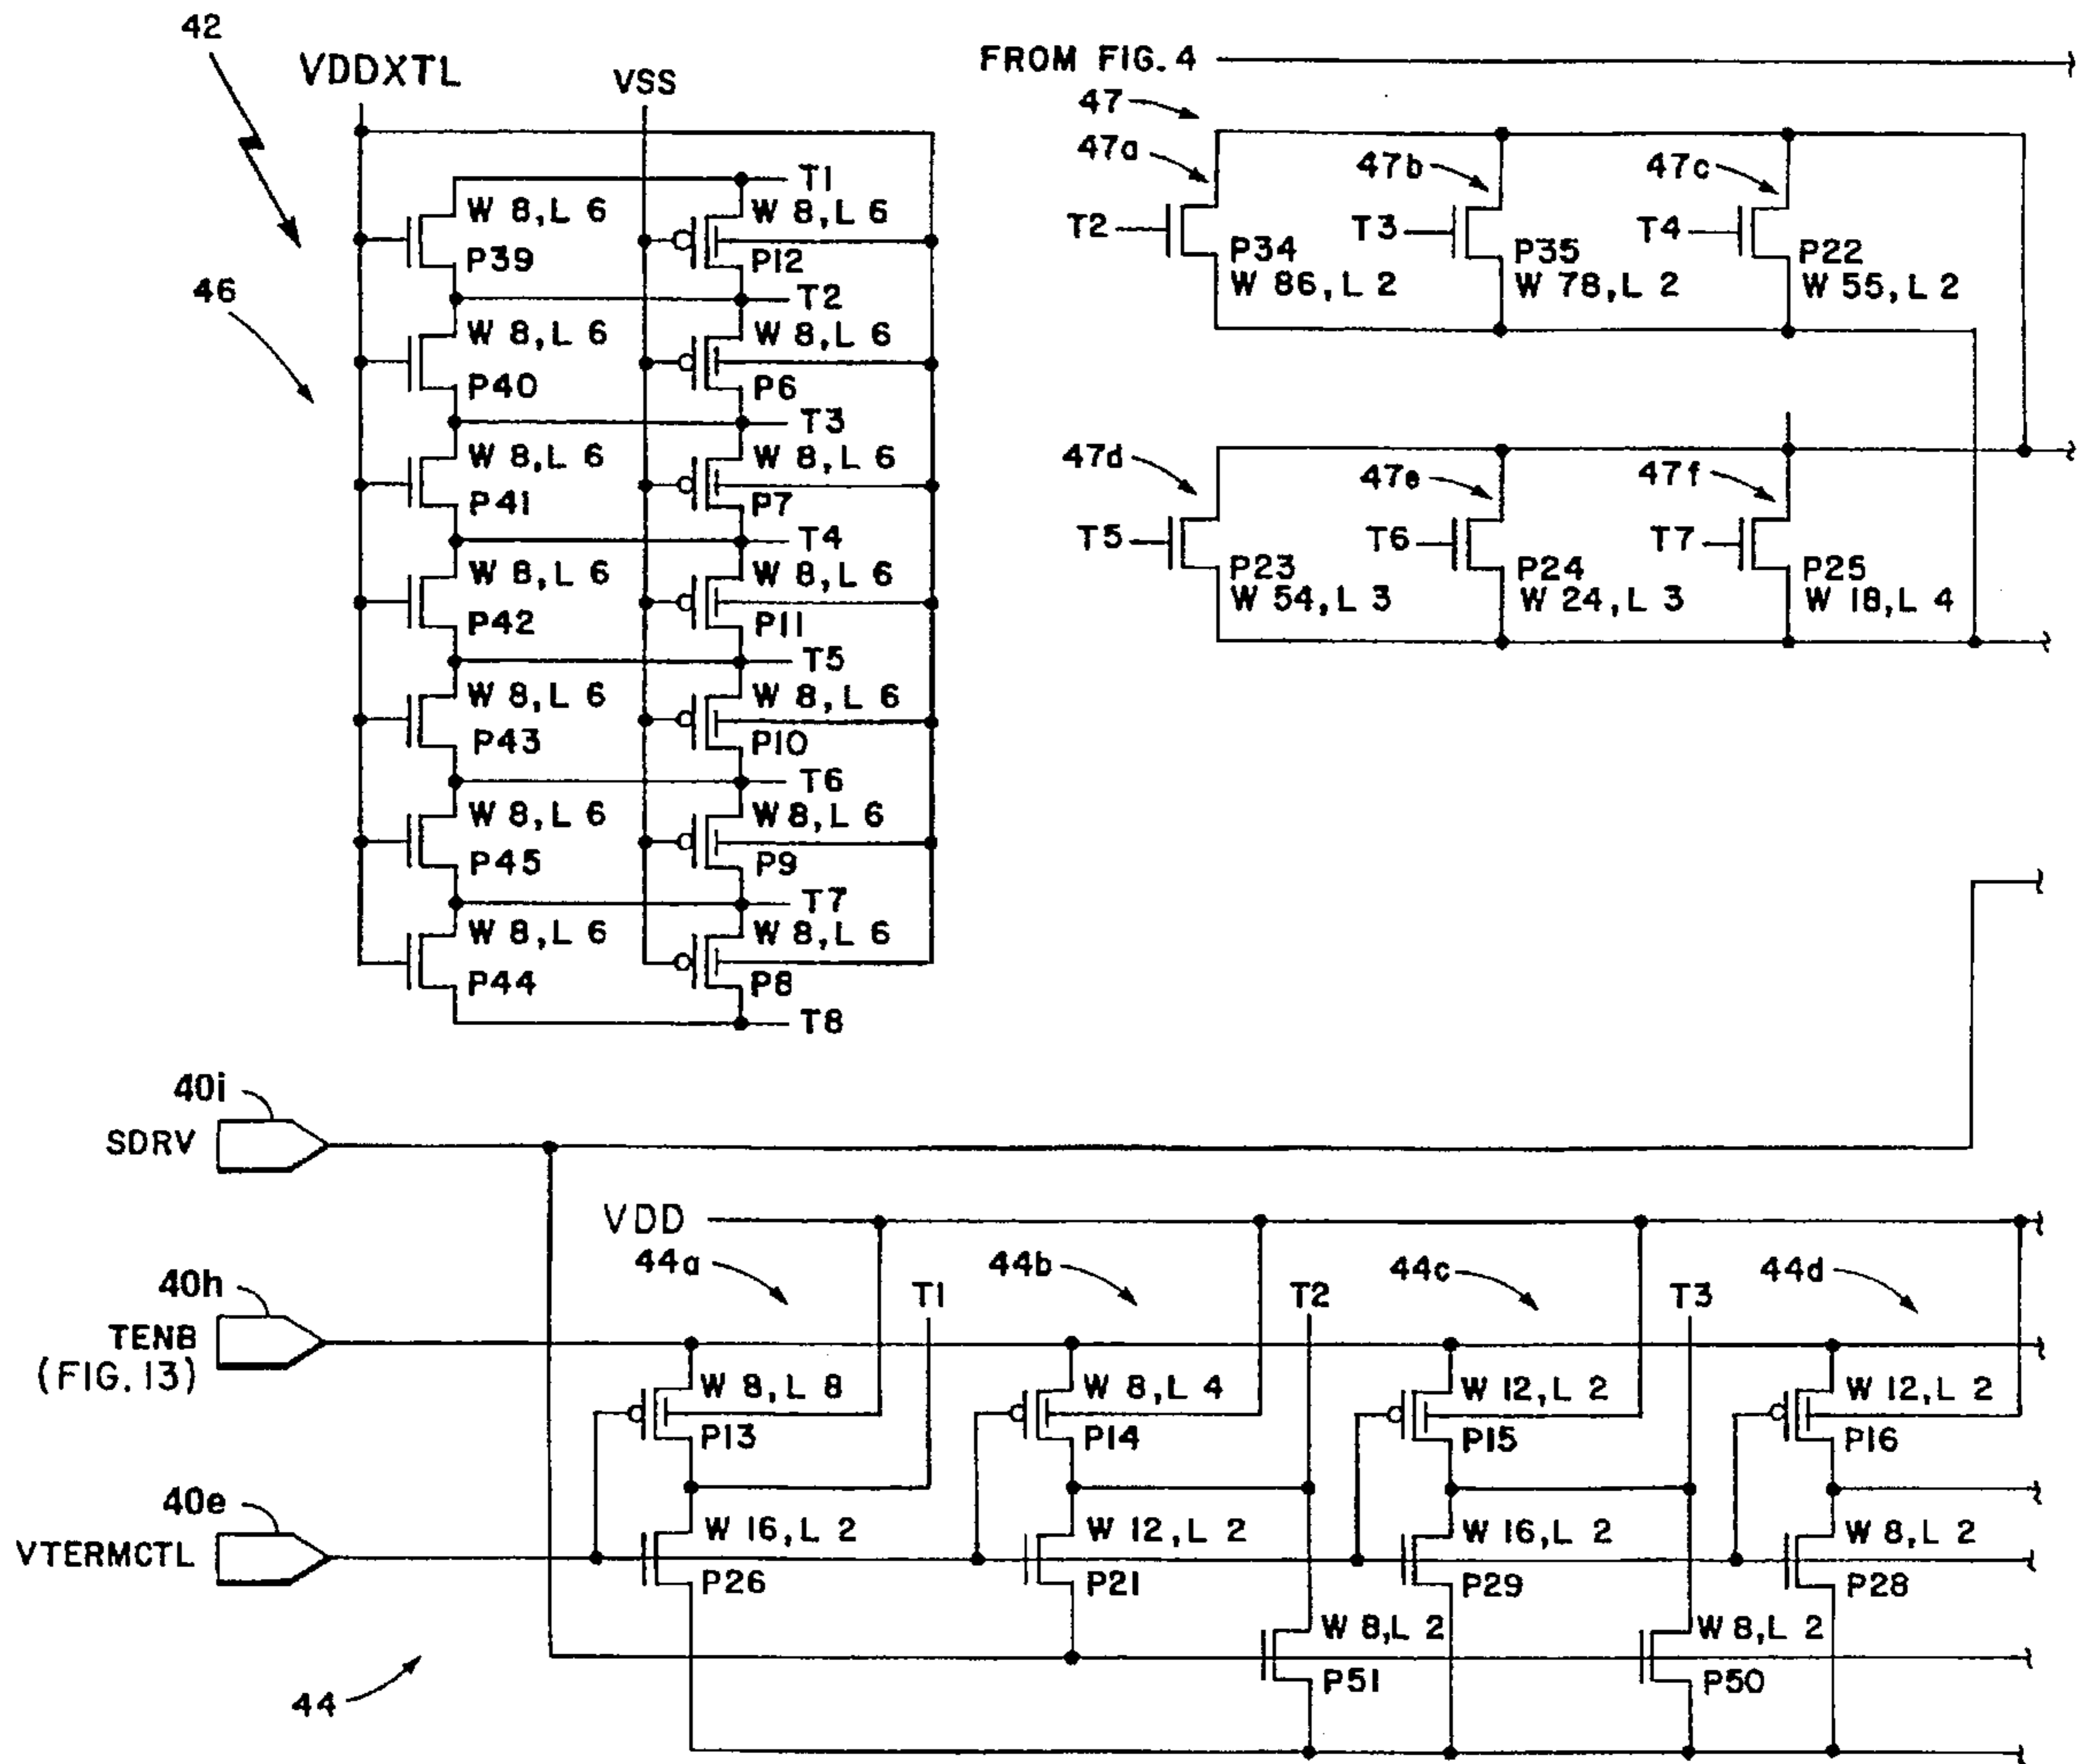 42
VDDXTL
VSS
FROM FIG. 4
47
47a
47b
47c
T1
W 8, L 6
W 8, L 6
P39
P12
T2
T3
T4
P34
W 86, L 2
P35
W 78, L 2
P22
W 55, L 2
46
T2
W 8, L 6
W 8, L 6
P40
P6
T3
W 8, L 6
W 8, L 6
P41
P7
47d
47e
47f
T4
T5
T6
T7
W 8, L 6
W 8, L 6
P42
P11
P23
W 54, L 3
P24
W 24, L 3
P25
W 18, L 4
T5
W 8, L 6
W 8, L 6
P43
P10
T6
W 8, L 6
W 8, L 6
P45
P9
T7
W 8, L 6
W 8, L 6
P44
P8
T8
40i
SDRV
VDD
44a
44b
44c
44d
40h
T1
T2
T3
TENB
(FIG. 13)
W 8, L 8
P13
W 8, L 4
P14
W 12, L 2
P15
W 12, L 2
P16
40e
VTERMCTL
W 16, L 2
P26
W 12, L 2
P21
W 16, L 2
P29
W 8, L 2
P28
W 8, L 2
P51
W 8, L 2
P50
44